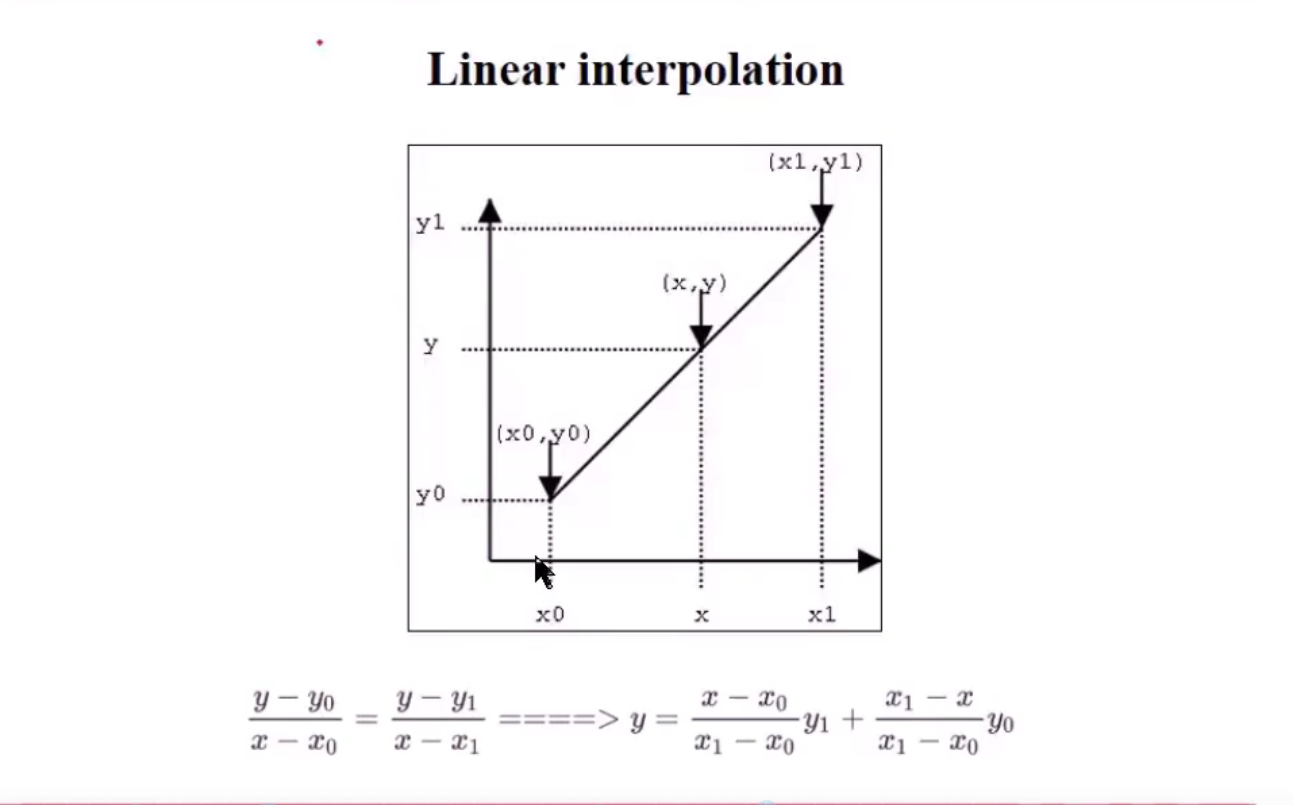 Linear interpolation
(x1,y1)
y1
(x,y)
y
(x0,y0)
y0
x0 x x1
\frac{y - y_0}{x - x_0} = \frac{y - y_1}{x - x_1} ====> y = \frac{x - x_0}{x_1 - x_0} y_1 + \frac{x_1 - x}{x_1 - x_0} y_0